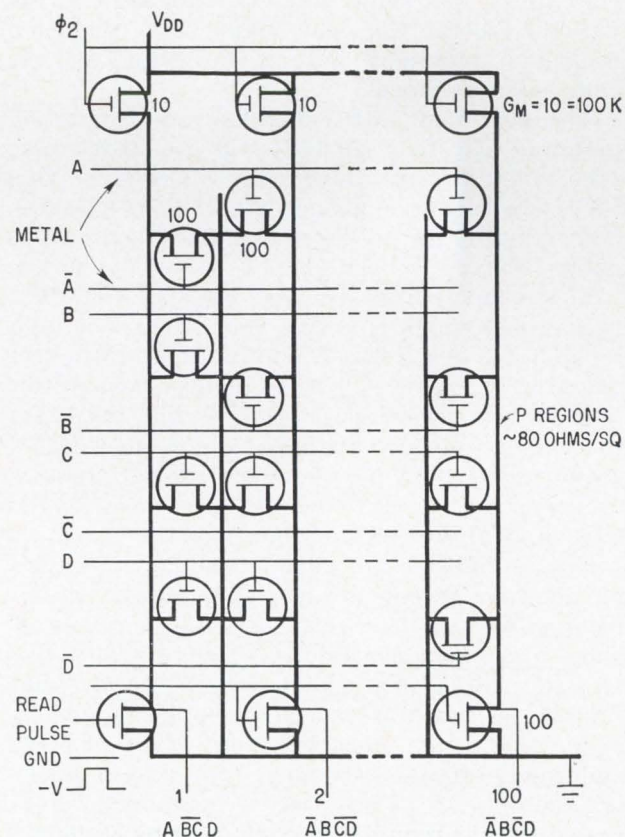 ϕ2 VDD
10 10 GM = 10 = 100 K
A
100
METAL 100
A̅
B
B̅ P REGIONS
C ~80 OHMS/SQ
C̅
D
D̅
READ
PULSE 100
GND
-V 1 2 100
A B̅C̅ D A̅ B̅C̅D̅ A̅ B̅C̅D